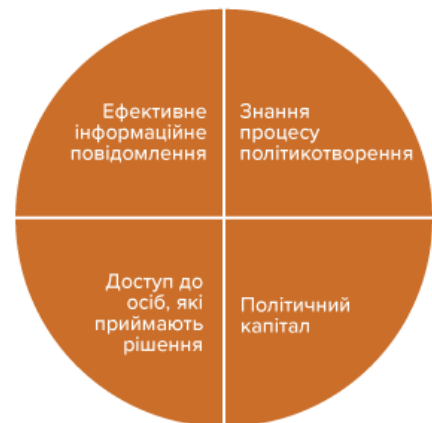 Ефективне
інформаційне
повідомлення
Знання
процесу
політикотворення
Доступ до
осіб, які
приймають
рішення
Політичний
капітал